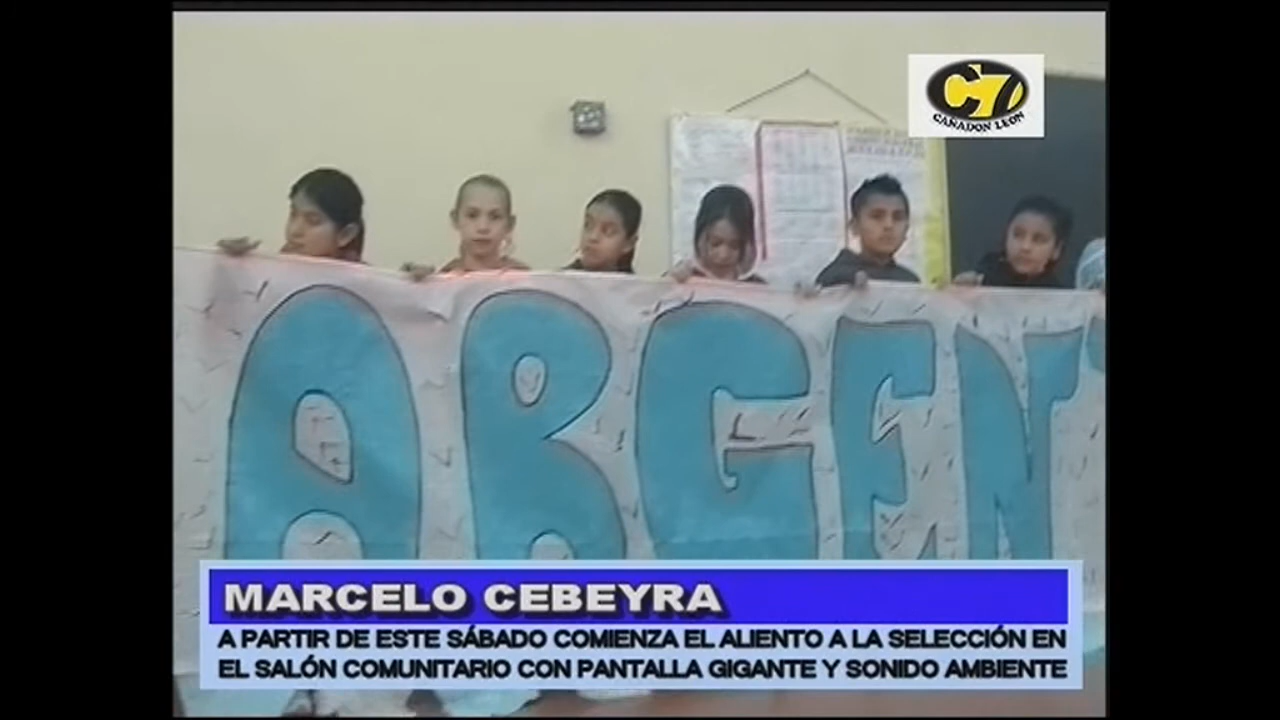 C7
CAÑADON LEON
ARGENT
MARCELO CEBEYRA
A PARTIR DE ESTE SÁBADO COMIENZA EL ALIENTO A LA SELECCIÓN EN
EL SALÓN COMUNITARIO CON PANTALLA GIGANTE Y SONIDO AMBIENTE